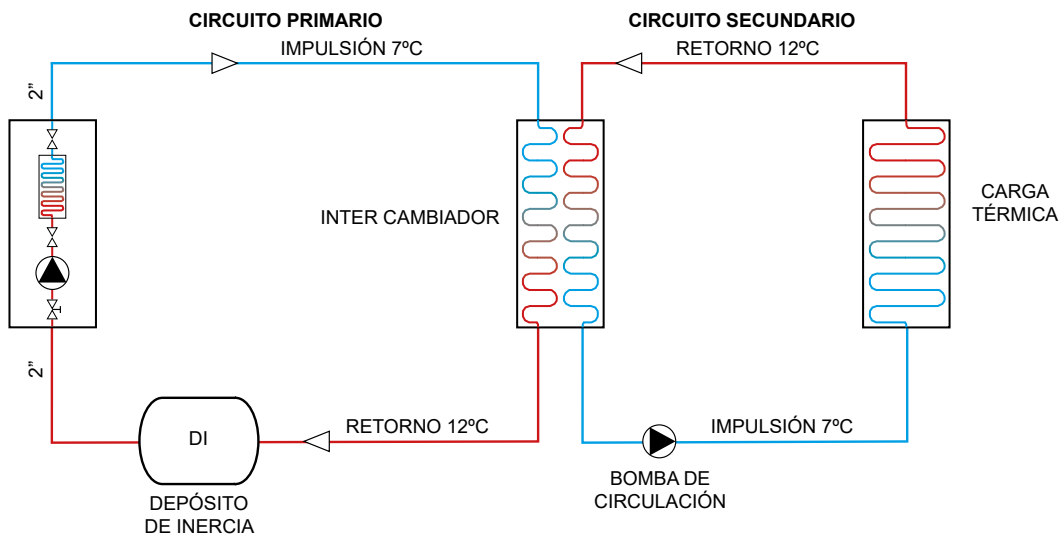 CIRCUITO PRIMARIO
CIRCUITO SECUNDARIO
IMPULSIÓN 7ºC
RETORNO 12ºC
2”
INTER CAMBIADOR
CARGA
TÉRMICA
2”
DI
RETORNO 12ºC
IMPULSIÓN 7ºC
BOMBA DE
CIRCULACIÓN
DEPÓSITO
DE INERCIA